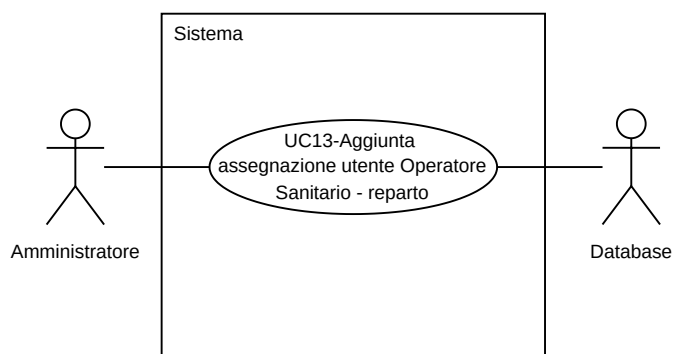 Sistema
UC13-Aggiunta
assegnazione utente Operatore
Sanitario - reparto
Amministratore
Database